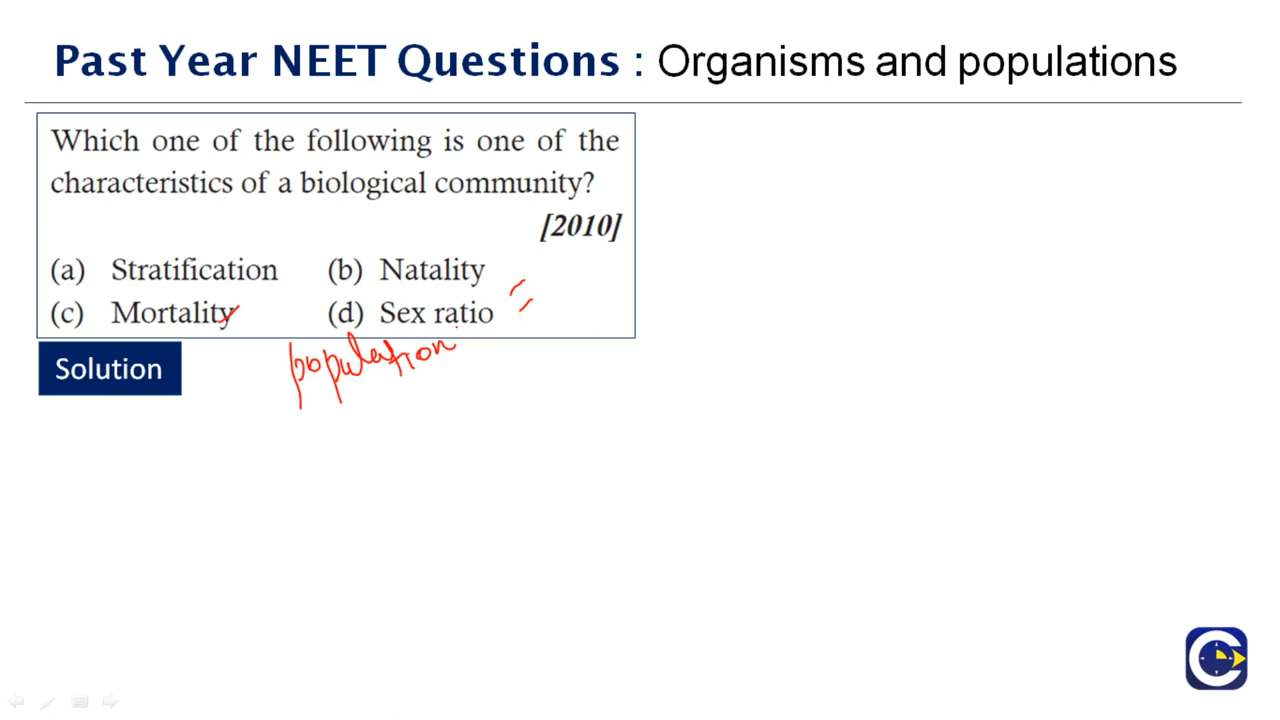 Past Year NEET Questions : Organisms and populations
Which one of the following is one of the
characteristics of a biological community?
[2010]
(a) Stratification (b) Natality
(c) Mortality (d) Sex ratio
population
Solution